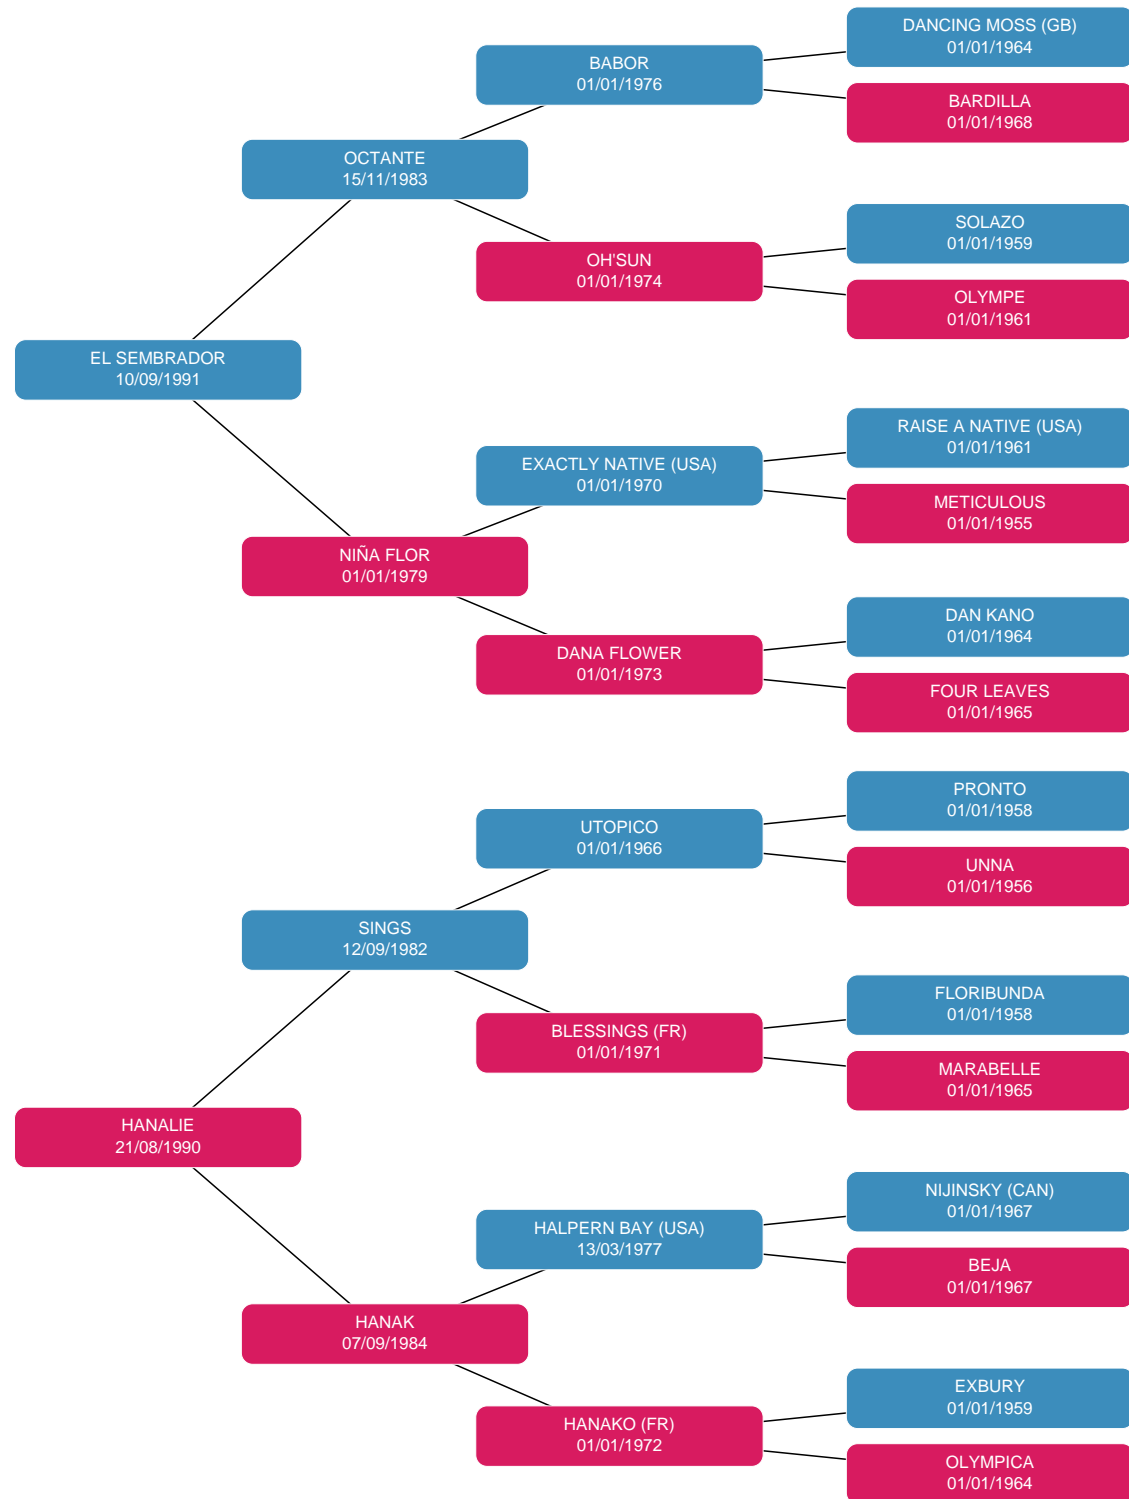 DANCING MOSS (GB)
01/01/1964
BABOR
01/01/1976
BARDILLA
01/01/1968
OCTANTE
15/11/1983
SOLAZO
01/01/1959
OH'SUN
01/01/1974
OLYMPE
01/01/1961
EL SEMBRADOR
10/09/1991
RAISE A NATIVE (USA)
01/01/1961
EXACTLY NATIVE (USA)
01/01/1970
METICULOUS
01/01/1955
NIÑA FLOR
01/01/1979
DAN KANO
01/01/1964
DANA FLOWER
01/01/1973
FOUR LEAVES
01/01/1965
PRONTO
01/01/1958
UTOPICO
01/01/1966
UNNA
01/01/1956
SINGS
12/09/1982
FLORIBUNDA
01/01/1958
BLESSINGS (FR)
01/01/1971
MARABELLE
01/01/1965
HANALIE
21/08/1990
NIJINSKY (CAN)
01/01/1967
HALPERN BAY (USA)
13/03/1977
BEJA
01/01/1967
HANAK
07/09/1984
EXBURY
01/01/1959
HANAKO (FR)
01/01/1972
OLYMPICA
01/01/1964